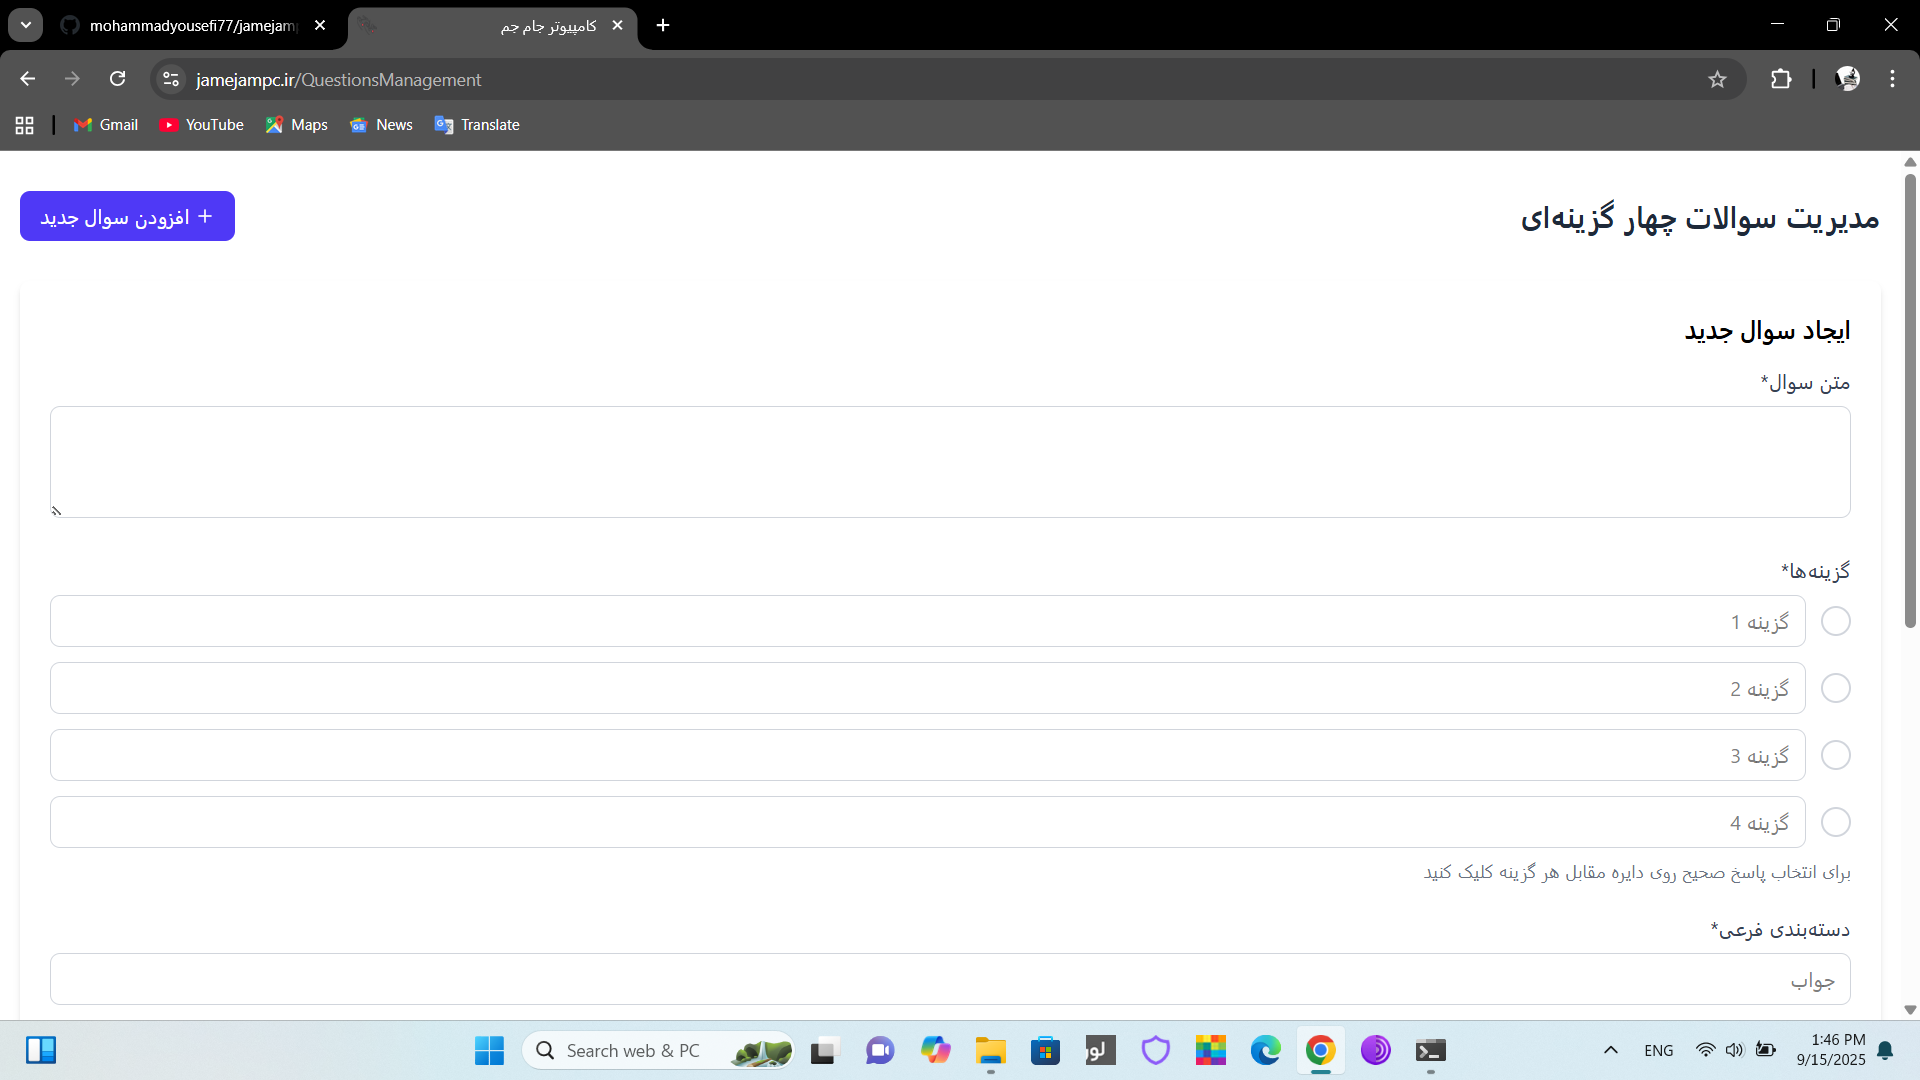 mohammadyousefi77/jamejam
کامپیوتر جام جم
jamejampc.ir/QuestionsManagement
Gmail
YouTube
Maps
News
Translate
مدیریت سوالات چهار گزینه‌ای
+ افزودن سوال جدید
ایجاد سوال جدید
متن سوال*
گزینه‌ها*
گزینه 1
گزینه 2
گزینه 3
گزینه 4
برای انتخاب پاسخ صحیح روی دایره مقابل هر گزینه کلیک کنید
دسته‌بندی فرعی*
جواب
Search web & PC
لور
ENG
1:46 PM
9/15/2025